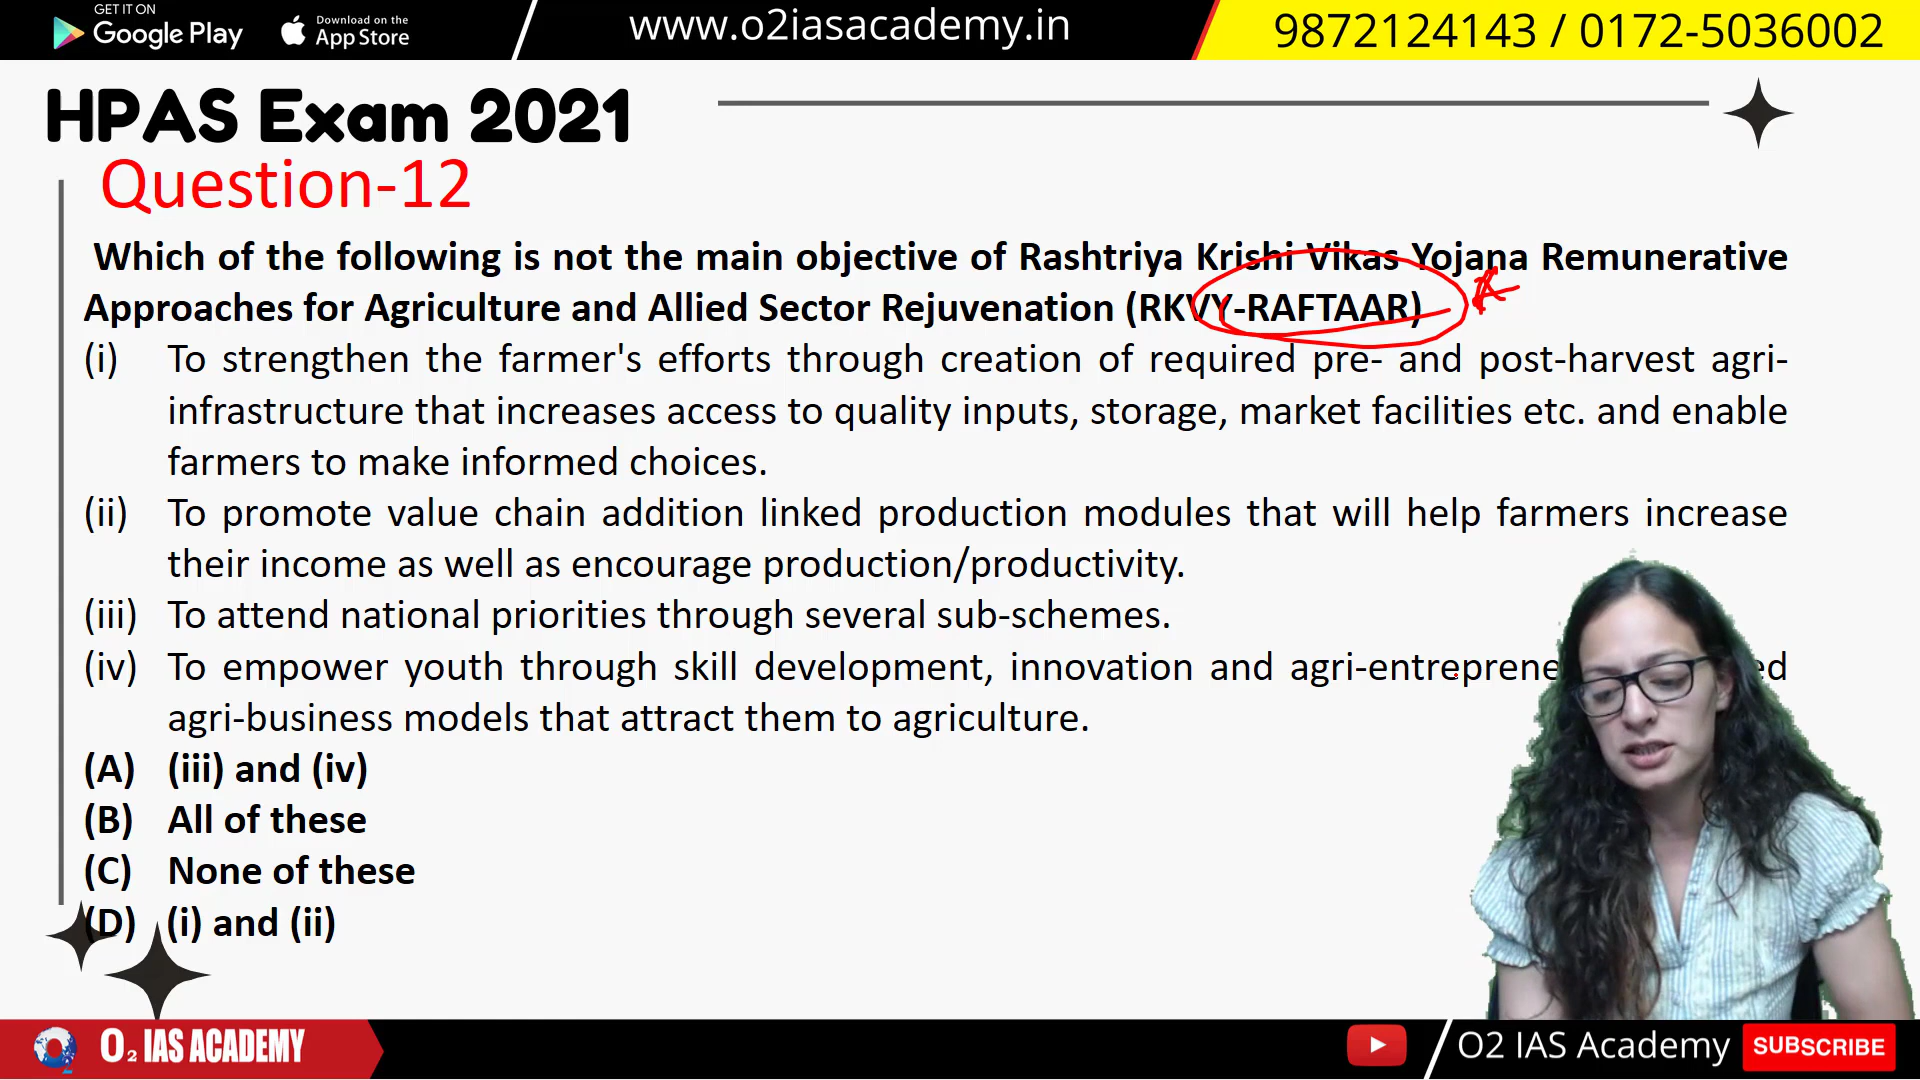 GET IT ON
Google Play
Download on the
App Store
www.o2iasacademy.in
9872124143 / 0172-5036002
HPAS Exam 2021
Question-12
Which of the following is not the main objective of Rashtriya Krishi Vikas Yojana Remunerative
Approaches for Agriculture and Allied Sector Rejuvenation (RKVY-RAFTAAR)
(i) To strengthen the farmer's efforts through creation of required pre- and post-harvest agri-
infrastructure that increases access to quality inputs, storage, market facilities etc. and enable
farmers to make informed choices.
(ii) To promote value chain addition linked production modules that will help farmers increase
their income as well as encourage production/productivity.
(iii) To attend national priorities through several sub-schemes.
(iv) To empower youth through skill development, innovation and
agri-business models that attract them to agriculture.
(A) (iii) and (iv)
(B) All of these
(C) None of these
(D) (i) and (ii)
O2 IAS ACADEMY
O2 IAS Academy
SUBSCRIBE